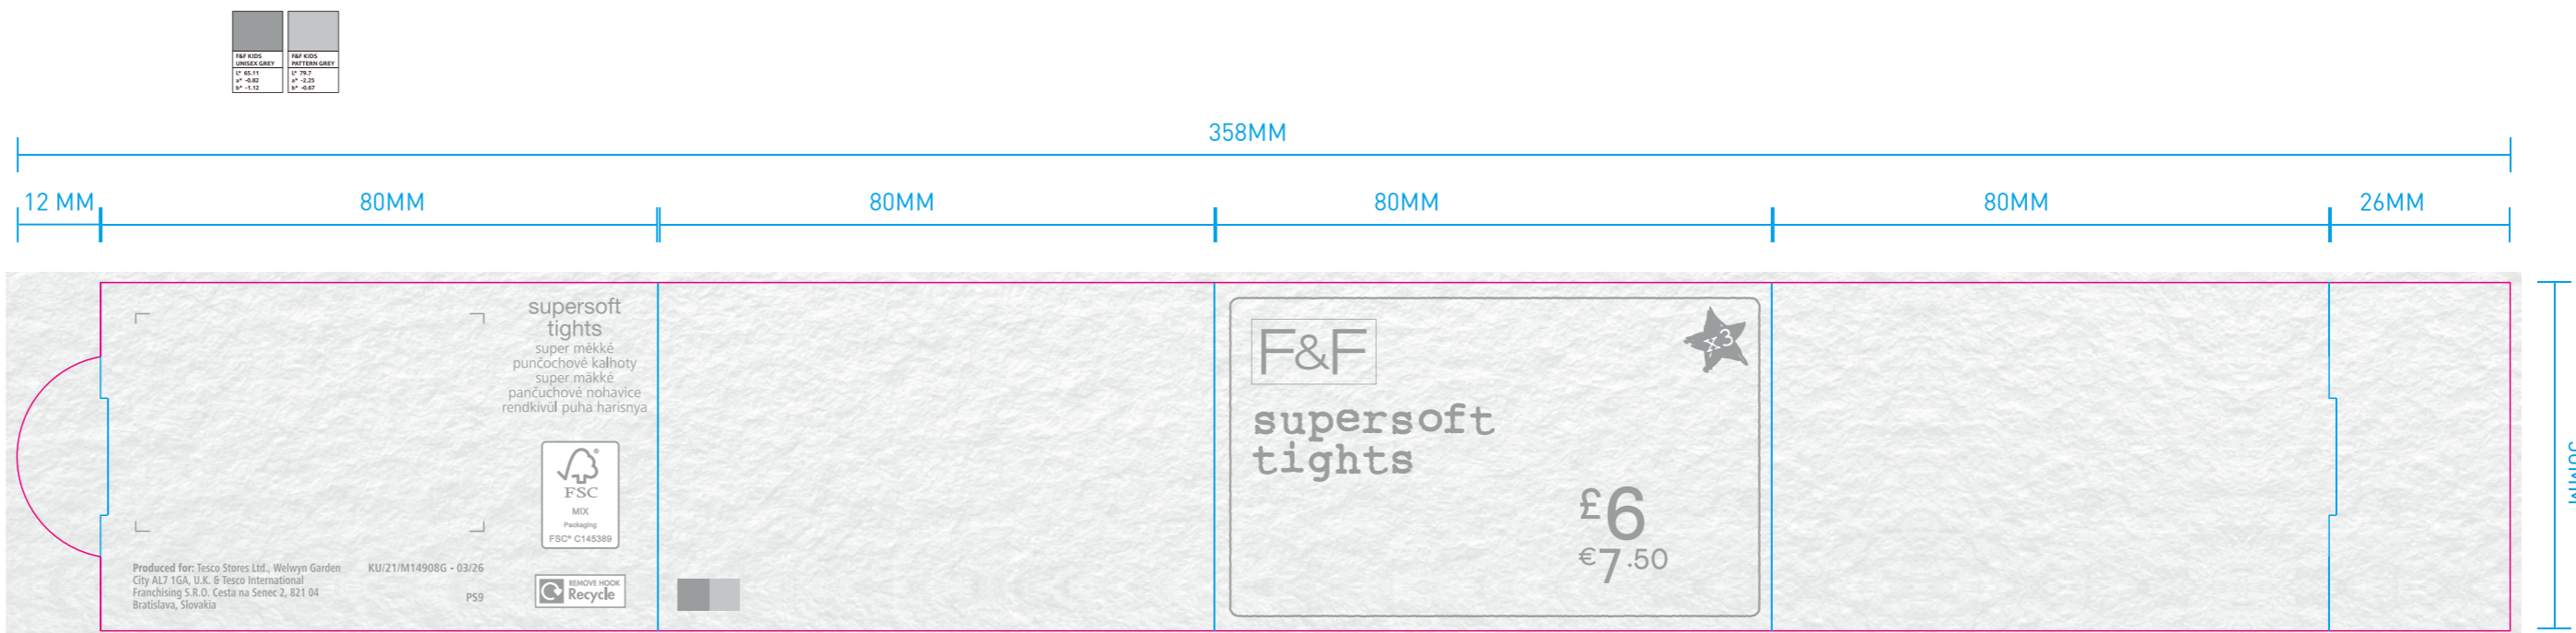 F&F KIDS
UNISEX GREY
L* 65.11
a* -0.82
b* -1.12
F&F KIDS
PATTERN GREY
L* 79.7
a* -2.25
b* -0.67
358MM
12 MM
80MM
80MM
80MM
80MM
26MM
supersoft
tights
super měkké
punčochové kalhoty
super mäkké
pančuchové nohavice
rendkívül puha harisnya
FSC
MIX
Packaging
FSC® C145389
Produced for: Tesco Stores Ltd., Welwyn Garden
City AL7 1GA, U.K. & Tesco International
Franchising S.R.O. Cesta na Senec 2, 821 04
Bratislava, Slovakia
KU/21/M14908G - 03/26
PS9
REMOVE HOOK
Recycle
F&F
x3
supersoft
tights
£6
€7.50